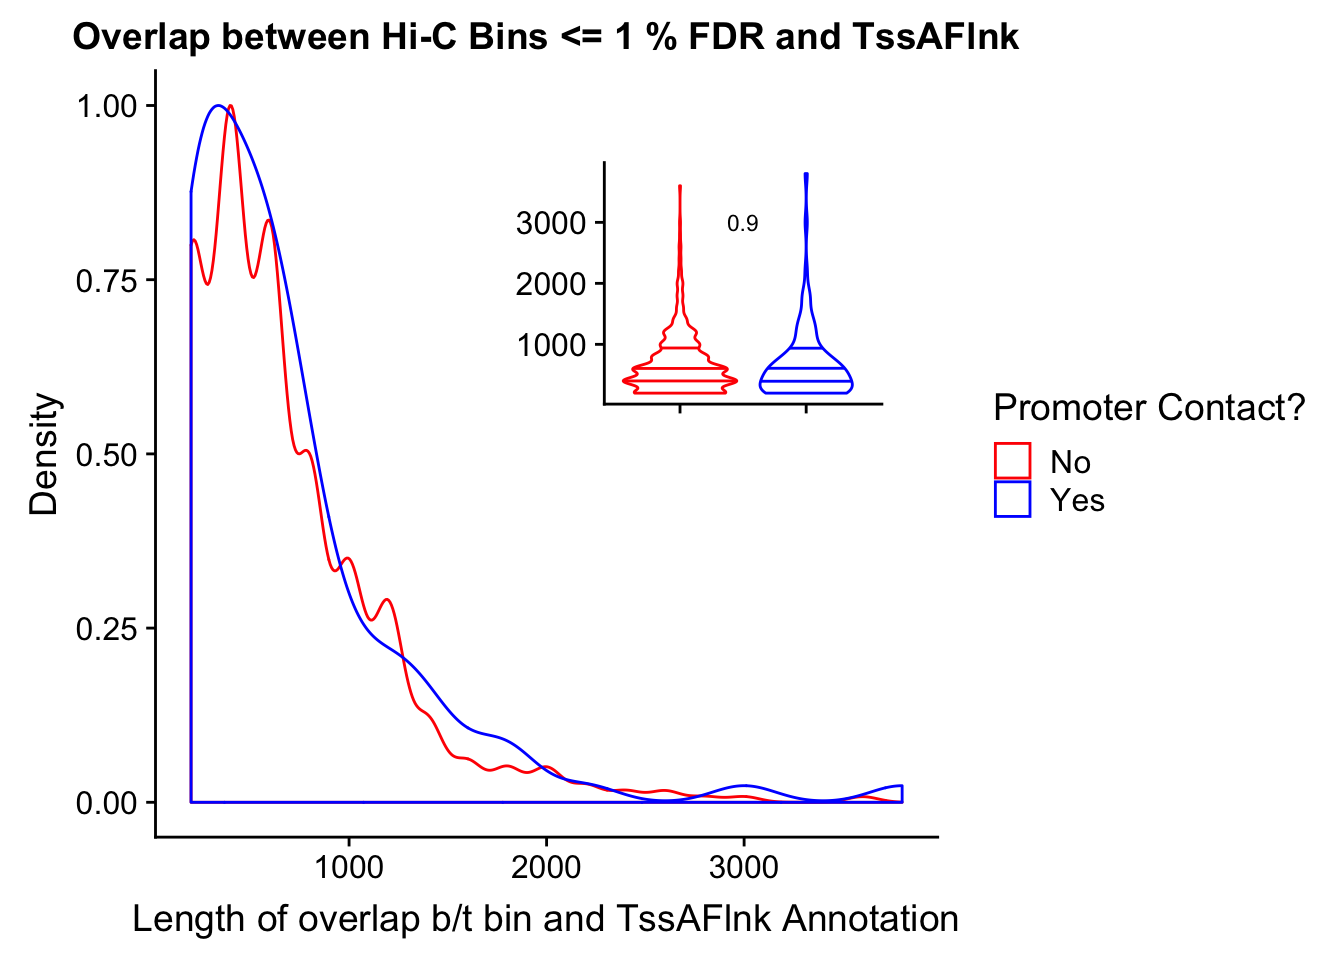 Overlap between Hi-C Bins <= 1 % FDR and TssAFlnk
1.00
0.75
0.50
0.25
0.00
Density
1000
2000
3000
Length of overlap b/t bin and TssAFlnk Annotation
3000
2000
1000
0.9
Promoter Contact?
No
Yes